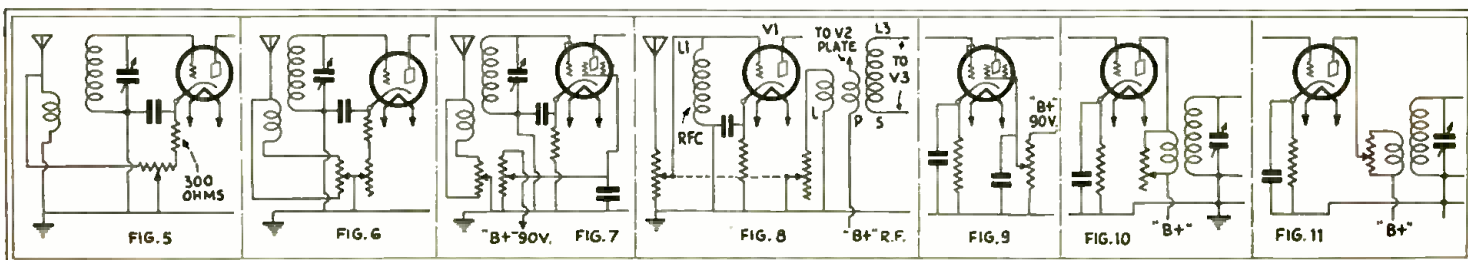 300
OHMS
FIG.5
FIG.6
"B+" 90V.
FIG.7
L1
RFC
V1
TO V2
PLATE
L
P
S
L3
TO
V3
"B+" R.F.
FIG.8
"B+"
90V.
FIG.9
FIG.10
"B+"
FIG.11
"B+"